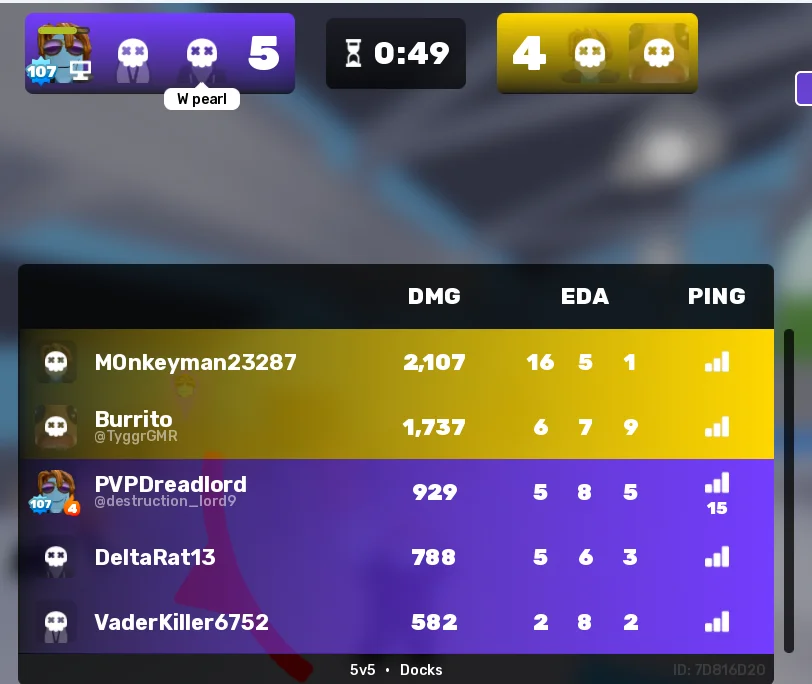 107
5
0:49
4
W pearl
DMG EDA PING
M0nkeyman23287 2,107 16 5 1
Burrito 1,737 6 7 9
@TyggrGMR
PVPDreadlord 929 5 8 5
@destruction_lord9
107 4 15
DeltaRat13 788 5 6 3
VaderKiller6752 582 2 8 2
5v5 · Docks
ID: 7D816D20